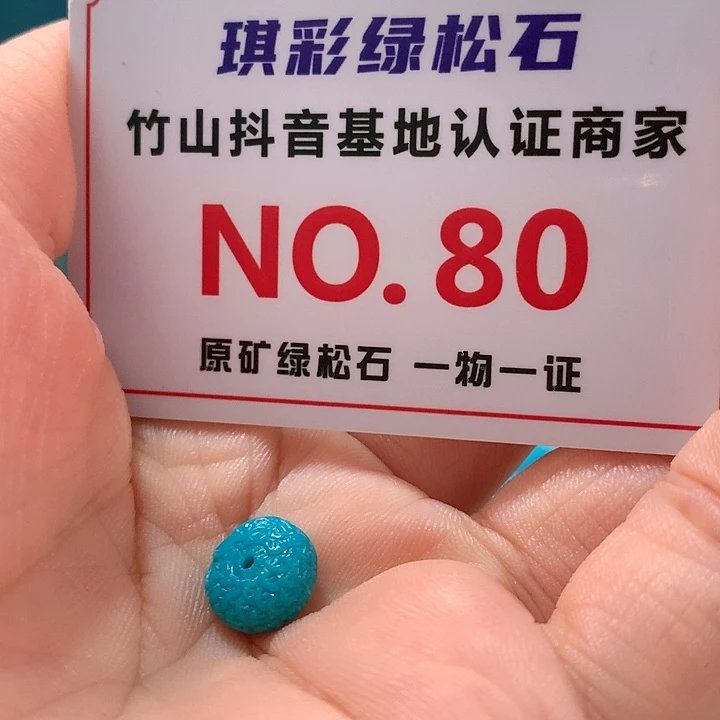 琪彩绿松石
竹山抖音基地认证商家
NO.80
原矿绿松石 一物一证